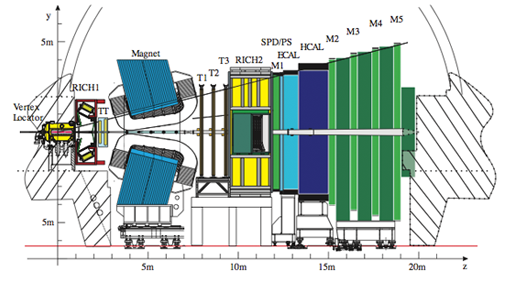 y
5m
Magnet
SPD/PS
ECAL
HCAL
M1
M2
M3
M4
M5
T1
T2
T3
RICH2
RICH1
TT
Vertex
Locator
5m
5m
10m
15m
20m
z